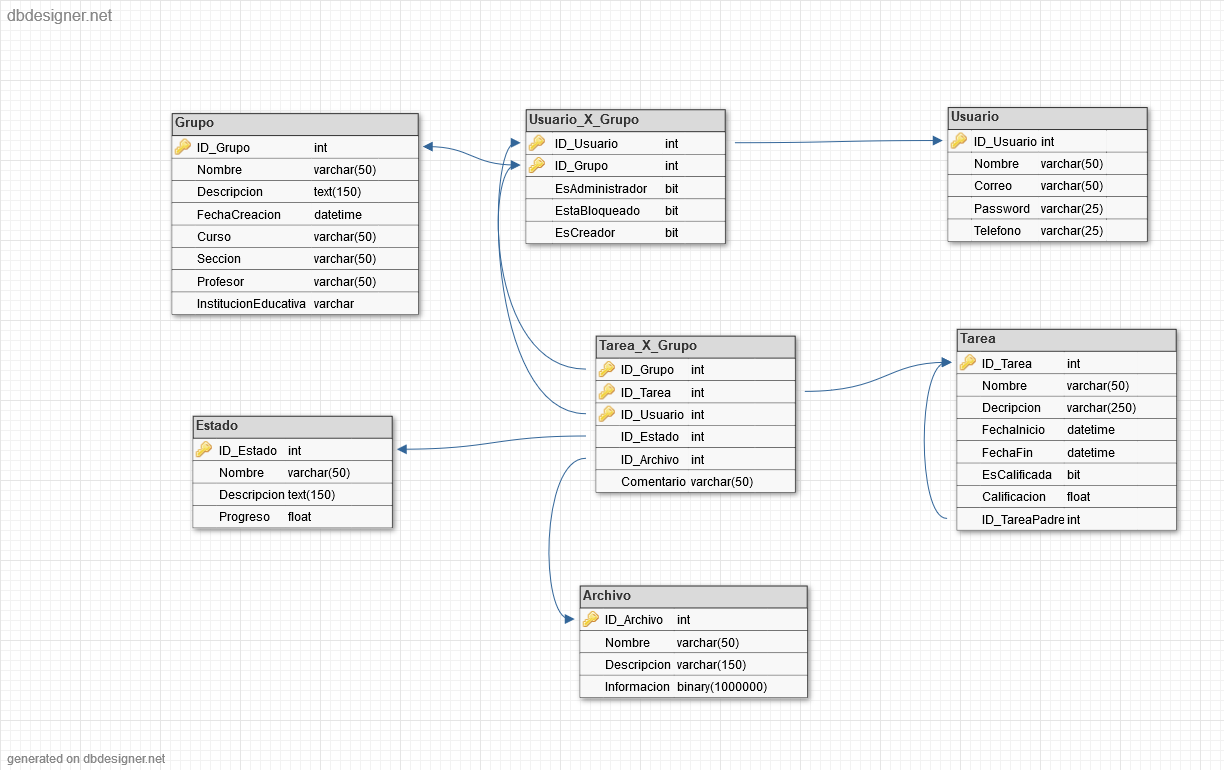 dbdesigner.net
Grupo
ID_Grupo int
Nombre varchar(50)
Descripcion text(150)
FechaCreacion datetime
Curso varchar(50)
Seccion varchar(50)
Profesor varchar(50)
InstitucionEducativa varchar
Usuario_X_Grupo
ID_Usuario int
ID_Grupo int
EsAdministrador bit
EstaBloqueado bit
EsCreador bit
Usuario
ID_Usuario int
Nombre varchar(50)
Correo varchar(50)
Password varchar(25)
Telefono varchar(25)
Tarea_X_Grupo
ID_Grupo int
ID_Tarea int
ID_Usuario int
ID_Estado int
ID_Archivo int
Comentario varchar(50)
Tarea
ID_Tarea int
Nombre varchar(50)
Decripcion varchar(250)
FechaInicio datetime
FechaFin datetime
EsCalificada bit
Calificacion float
ID_TareaPadre int
Estado
ID_Estado int
Nombre varchar(50)
Descripcion text(150)
Progreso float
Archivo
ID_Archivo int
Nombre varchar(50)
Descripcion varchar(150)
Informacion binary(1000000)
generated on dbdesigner.net